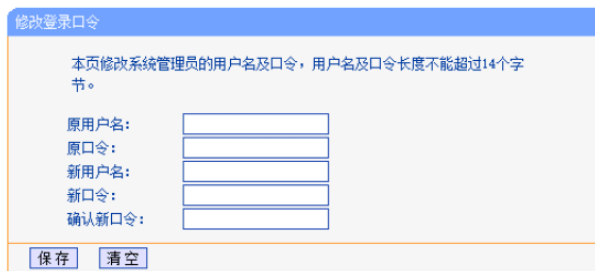 修改登录口令
本页修改系统管理员的用户名及口令，用户名及口令长度不能超过14个字
节。
原用户名：
原口令：
新用户名：
新口令：
确认新口令：
保存 清空